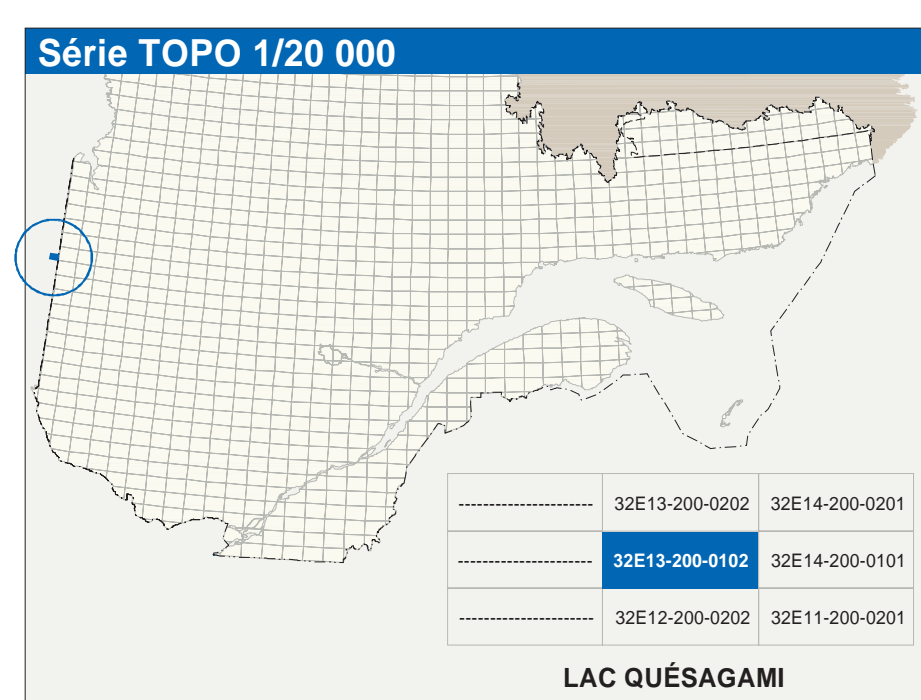 Série TOPO 1/20 000
--------------------- 32E13-200-0202 32E14-200-0201
--------------------- 32E13-200-0102 32E14-200-0101
--------------------- 32E12-200-0202 32E11-200-0201
LAC QUÉSAGAMI